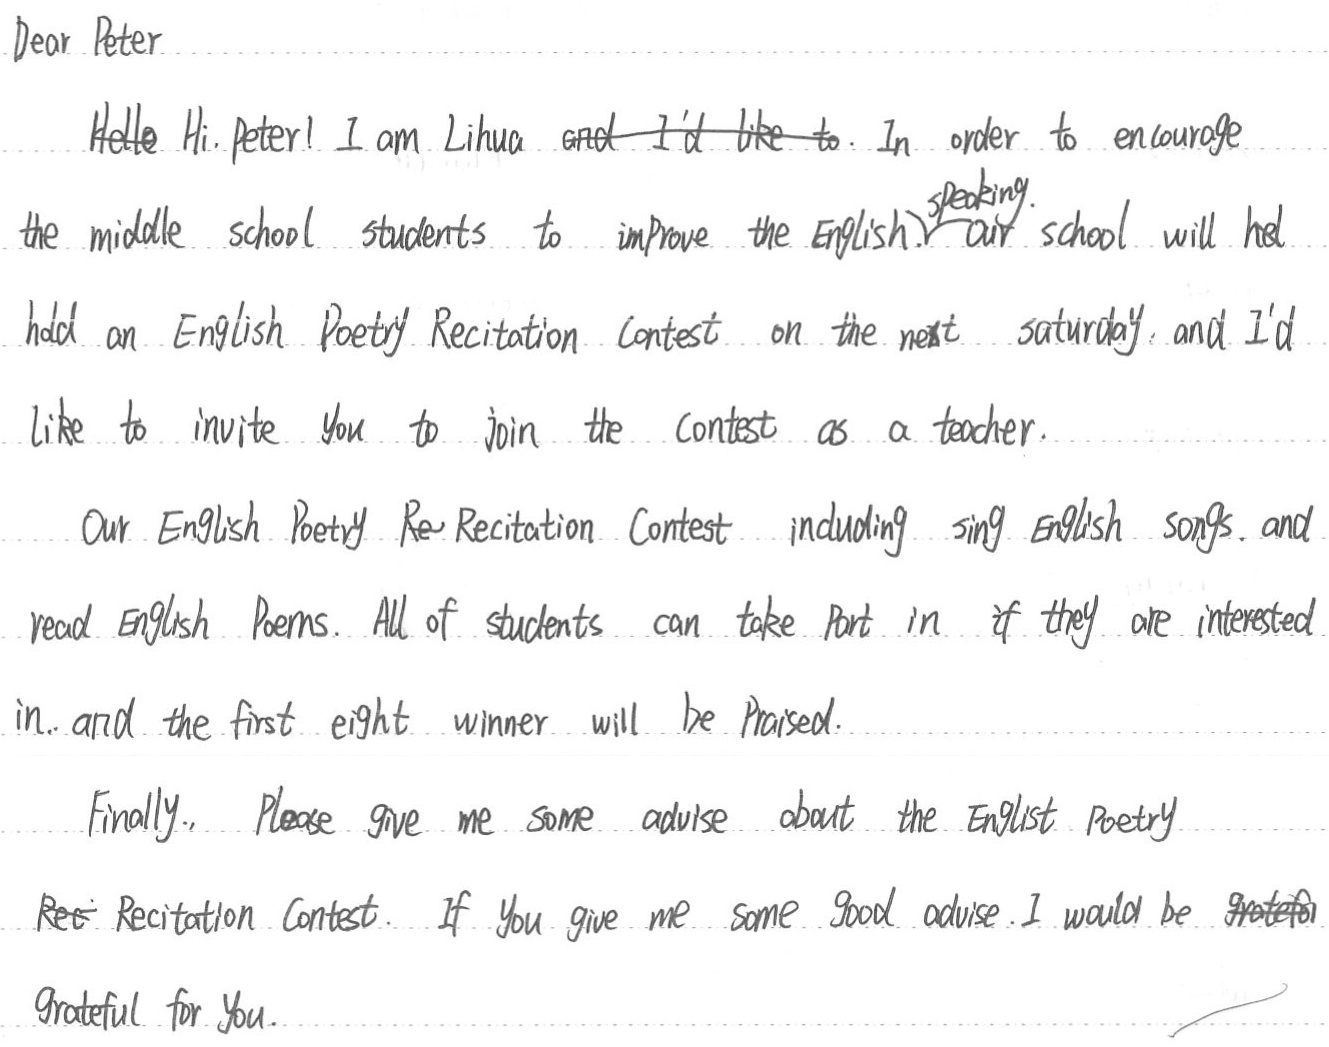 Dear Peter
Hello Hi. Peter! I am Lihua and I'd like to. In order to encourage
the middle school students to improve the English speaking. our school will hel
hold an English Poetry Recitation Contest on the next saturday. and I'd
like to invite you to join the contest as a teacher.
Our English Poetry Re Recitation Contest including sing English songs. and
read English Poems. All of students can take Part in if they are interested
in.. and the first eight winner will be Praised.
Finally., Please give me some advise about the Englist Poetry
Rec Recitation Contest. If you give me some good advise. I would be gratefu
grateful for you.